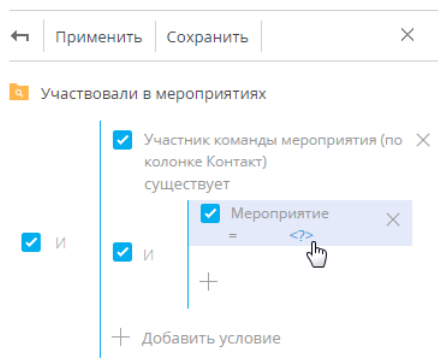 Применить Сохранить
Участвовали в мероприятиях
Участник команды мероприятия (по
колонке Контакт)
существует
Мероприятие
= <?>
И
И
Добавить условие